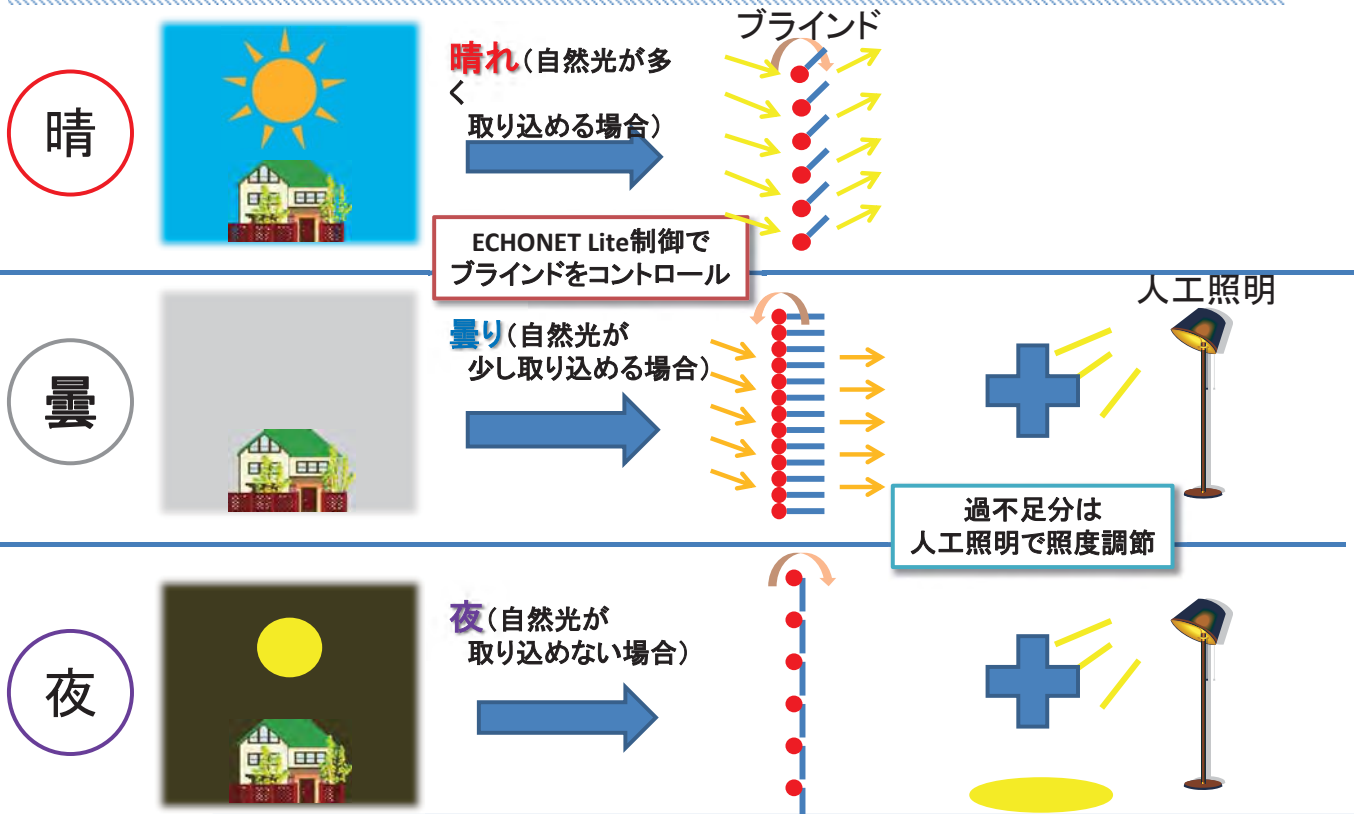 ブラインド
晴
晴れ(自然光が多
く
取り込める場合)
ECHONET Lite制御で
ブラインドをコントロール
人工照明
曇
曇り(自然光が
少し取り込める場合)
過不足分は
人工照明で照度調節
夜
夜(自然光が
取り込めない場合)